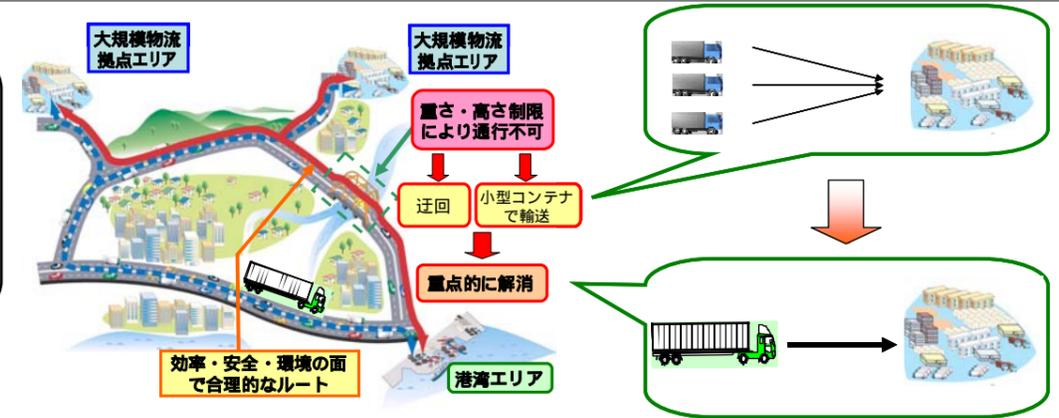 大規模物流
拠点エリア
大規模物流
拠点エリア
重さ・高さ制限
により通行不可
迂回
小型コンテナ
で輸送
重点的に解消
効率・安全・環境の面
で合理的なルート
港湾エリア